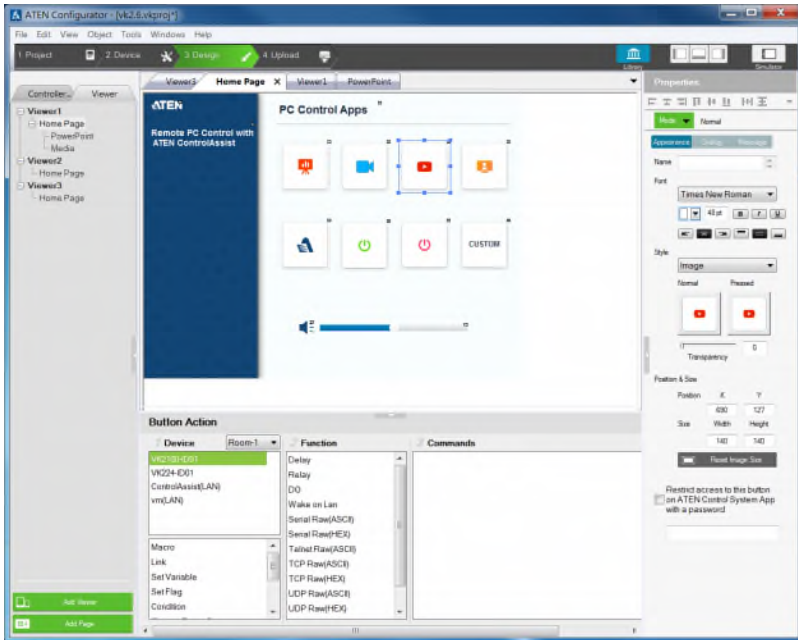 ATEN Configurator - [vk2.6.vkproj*]
File Edit View Object Tools Windows Help
1 Project 2 Device 3 Design 4 Upload
Library
Simulator
Controller... Viewer
Viewer1
Home Page
PowerPoint
Media
Viewer2
Home Page
Viewer3
Home Page
Add Viewer
Add Page
Viewer3 Home Page X Viewer1 PowerPoint
ATEN
Remote PC Control with
ATEN ControlAssist
PC Control Apps
CUSTOM
Button Action
Device Room-1 Function Commands
VK2100-ID01
VK224-ID01
ControlAssist(LAN)
vm(LAN)
Macro
Link
Set Variable
Set Flag
Condition
Delay
Relay
DO
Wake on Lan
Serial Raw(ASCII)
Serial Raw(HEX)
Telnet Raw(ASCII)
TCP Raw(ASCII)
TCP Raw(HEX)
UDP Raw(ASCII)
UDP Raw(HEX)
Properties
Mode Normal
Appearance Dialog Message
Name
Font
Times New Roman
48 pt B I U
Style
Image
Normal Pressed
0
Transparency
Position & Size
Position X Y
690 127
Size Width Height
140 140
Reset Image Size
Restrict access to this button
on ATEN Control System App
with a password